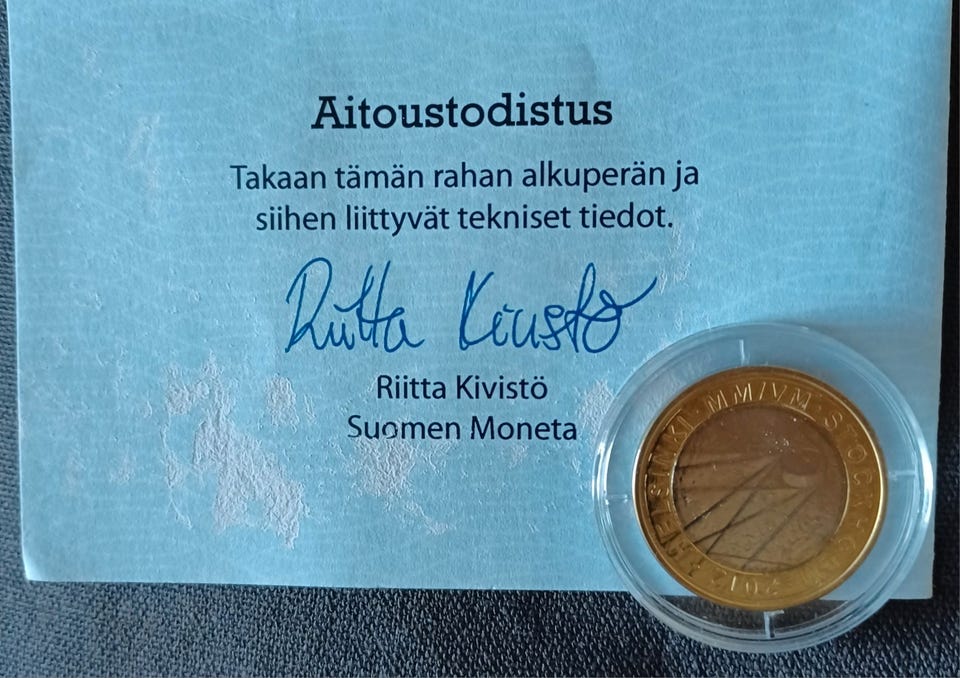 Aitoustodistus
Takaan tämän rahan alkuperän ja
siihen liittyvät tekniset tiedot.
Riitta Kivistö
Riitta Kivistö
Suomen Moneta
HELSINKI · MM/VM · STOCKHOLM
2012